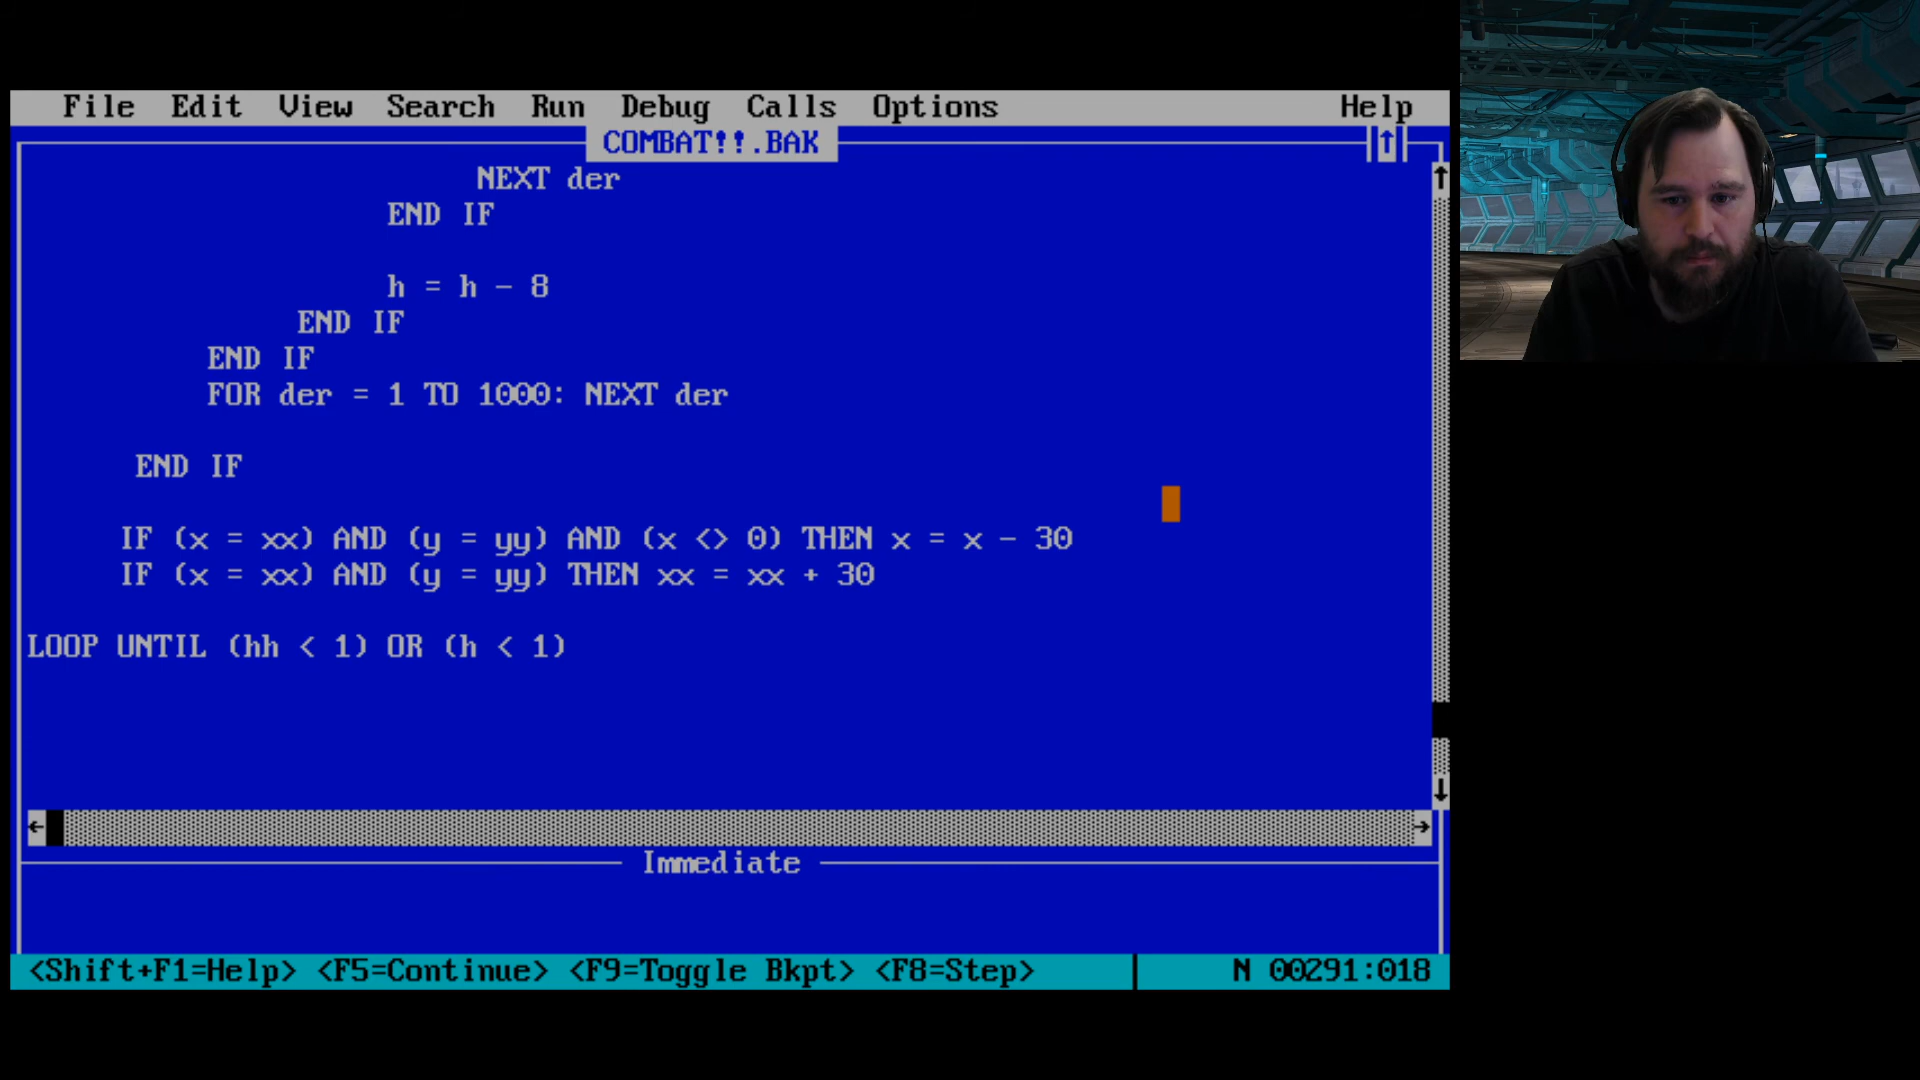 File Edit View Search Run Debug Calls Options Help
COMBAT!!.BAK
NEXT der
END IF
h = h - 8
END IF
END IF
FOR der = 1 TO 1000: NEXT der
END IF
IF (x = xx) AND (y = yy) AND (x <> 0) THEN x = x - 30
IF (x = xx) AND (y = yy) THEN xx = xx + 30
LOOP UNTIL (hh < 1) OR (h < 1)
Immediate
<Shift+F1=Help> <F5=Continue> <F9=Toggle Bkpt> <F8=Step> N 00291:018